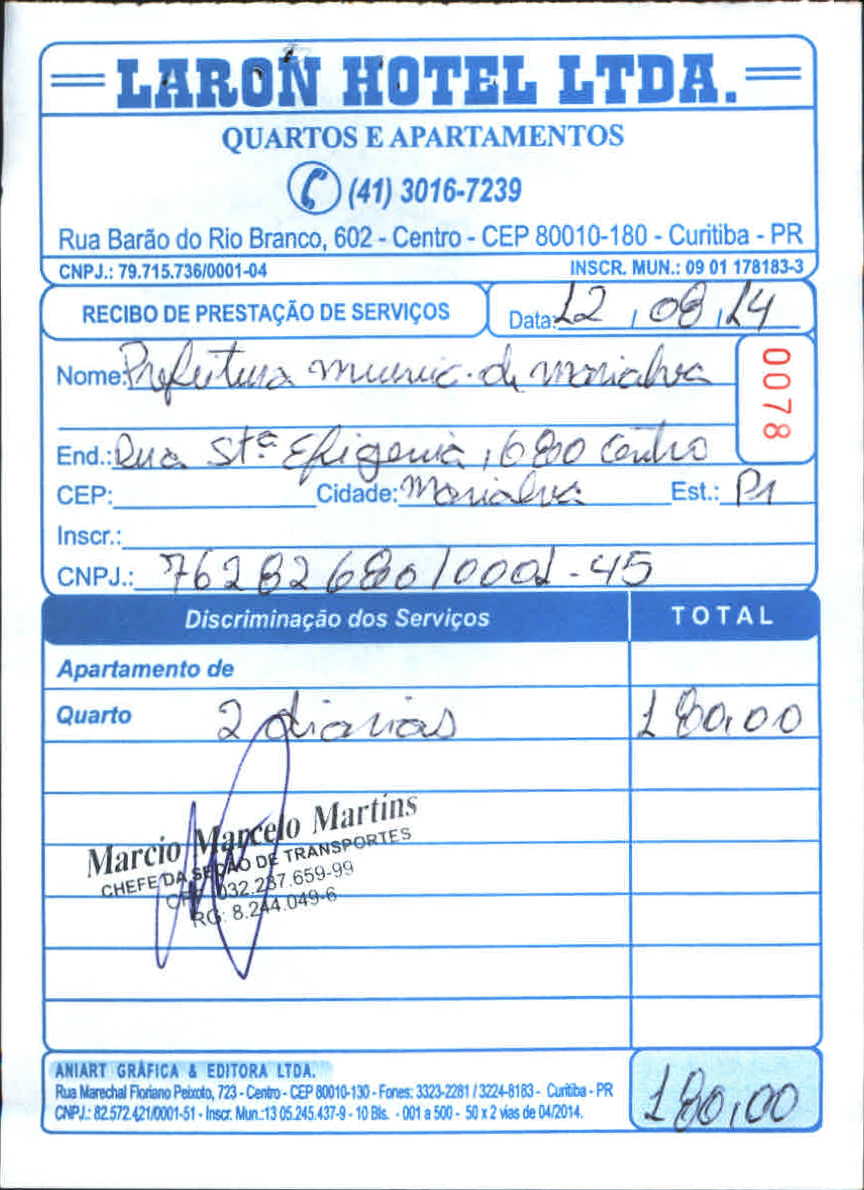 LARON HOTEL LTDA.
QUARTOS E APARTAMENTOS
(41) 3016-7239
Rua Barão do Rio Branco, 602 - Centro - CEP 80010-180 - Curitiba - PR
CNPJ.: 79.715.736/0001-04 INSCR. MUN.: 09 01 178183-3
RECIBO DE PRESTAÇÃO DE SERVIÇOS Data: 12 / 08 / 14
Nome: Prefeitura munic. de marialva
0078
End.: Rua Stª Efigenia, 680 Centro
CEP: Cidade: Marialva Est.: Pr
Inscr.:
CNPJ.: 76282680/0001-45
Discriminação dos Serviços TOTAL
Apartamento de
Quarto 2 diarias 180,00
Marcio Marcelo Martins
CHEFE DA SEÇÃO DE TRANSPORTES
CPF: 032.237.659-99
RG: 8.244.049-6
ANIART GRÁFICA & EDITORA LTDA.
Rua Marechal Floriano Peixoto, 723 - Centro - CEP 80010-130 - Fones: 3323-2281 / 3224-8183 - Curitiba - PR
CNPJ.: 82.572.421/0001-51 - Inscr. Mun.:13 05.245.437-9 - 10 Bls. - 001 a 500 - 50 x 2 vias de 04/2014.
180,00